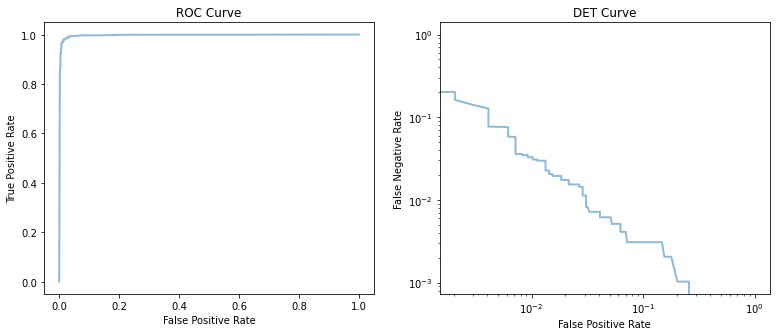 ROC Curve
1.0
0.8
0.6
0.4
0.2
0.0
True Positive Rate
0.0 0.2 0.4 0.6 0.8 1.0
False Positive Rate
DET Curve
10⁰
10⁻¹
10⁻²
10⁻³
False Negative Rate
10⁻² 10⁻¹ 10⁰
False Positive Rate